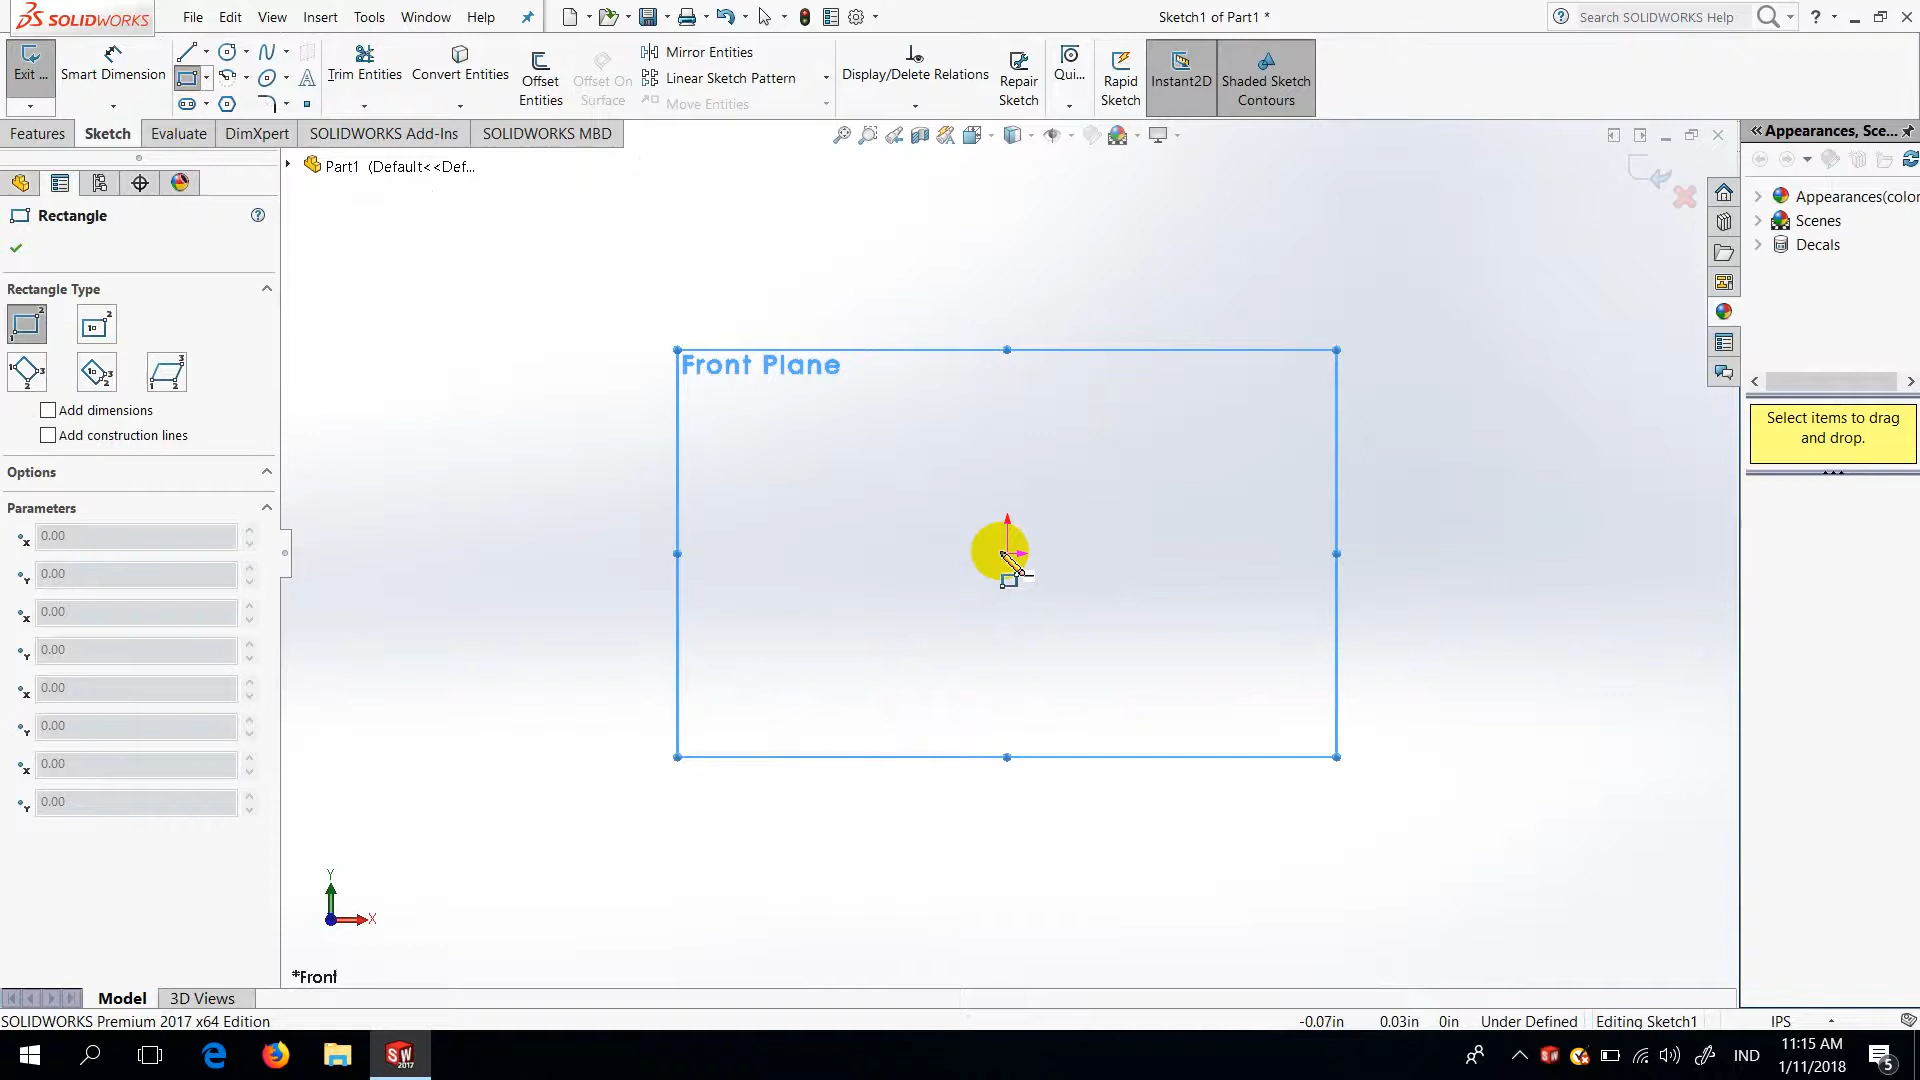 SOLIDWORKS File Edit View Insert Tools Window Help Sketch1 of Part1 * Search SOLIDWORKS Help ?
Exit ... Smart Dimension Trim Entities Convert Entities Offset Entities Offset On Surface Mirror Entities Linear Sketch Pattern Move Entities Display/Delete Relations Repair Sketch Qui... Rapid Sketch Instant2D Shaded Sketch Contours
Features Sketch Evaluate DimXpert SOLIDWORKS Add-Ins SOLIDWORKS MBD
Appearances, Sce...
Part1 (Default<<Def...
Appearances(color
Scenes
Decals
Select items to drag
and drop.
Rectangle
Rectangle Type
Add dimensions
Add construction lines
Options
Parameters
x 0.00
Y 0.00
x 0.00
Y 0.00
x 0.00
Y 0.00
x 0.00
Y 0.00
Front Plane
Y
X
*Front
Model 3D Views
SOLIDWORKS Premium 2017 x64 Edition -0.07in 0.03in 0in Under Defined Editing Sketch1 IPS
SW 2017 IND 11:15 AM
1/11/2018 5